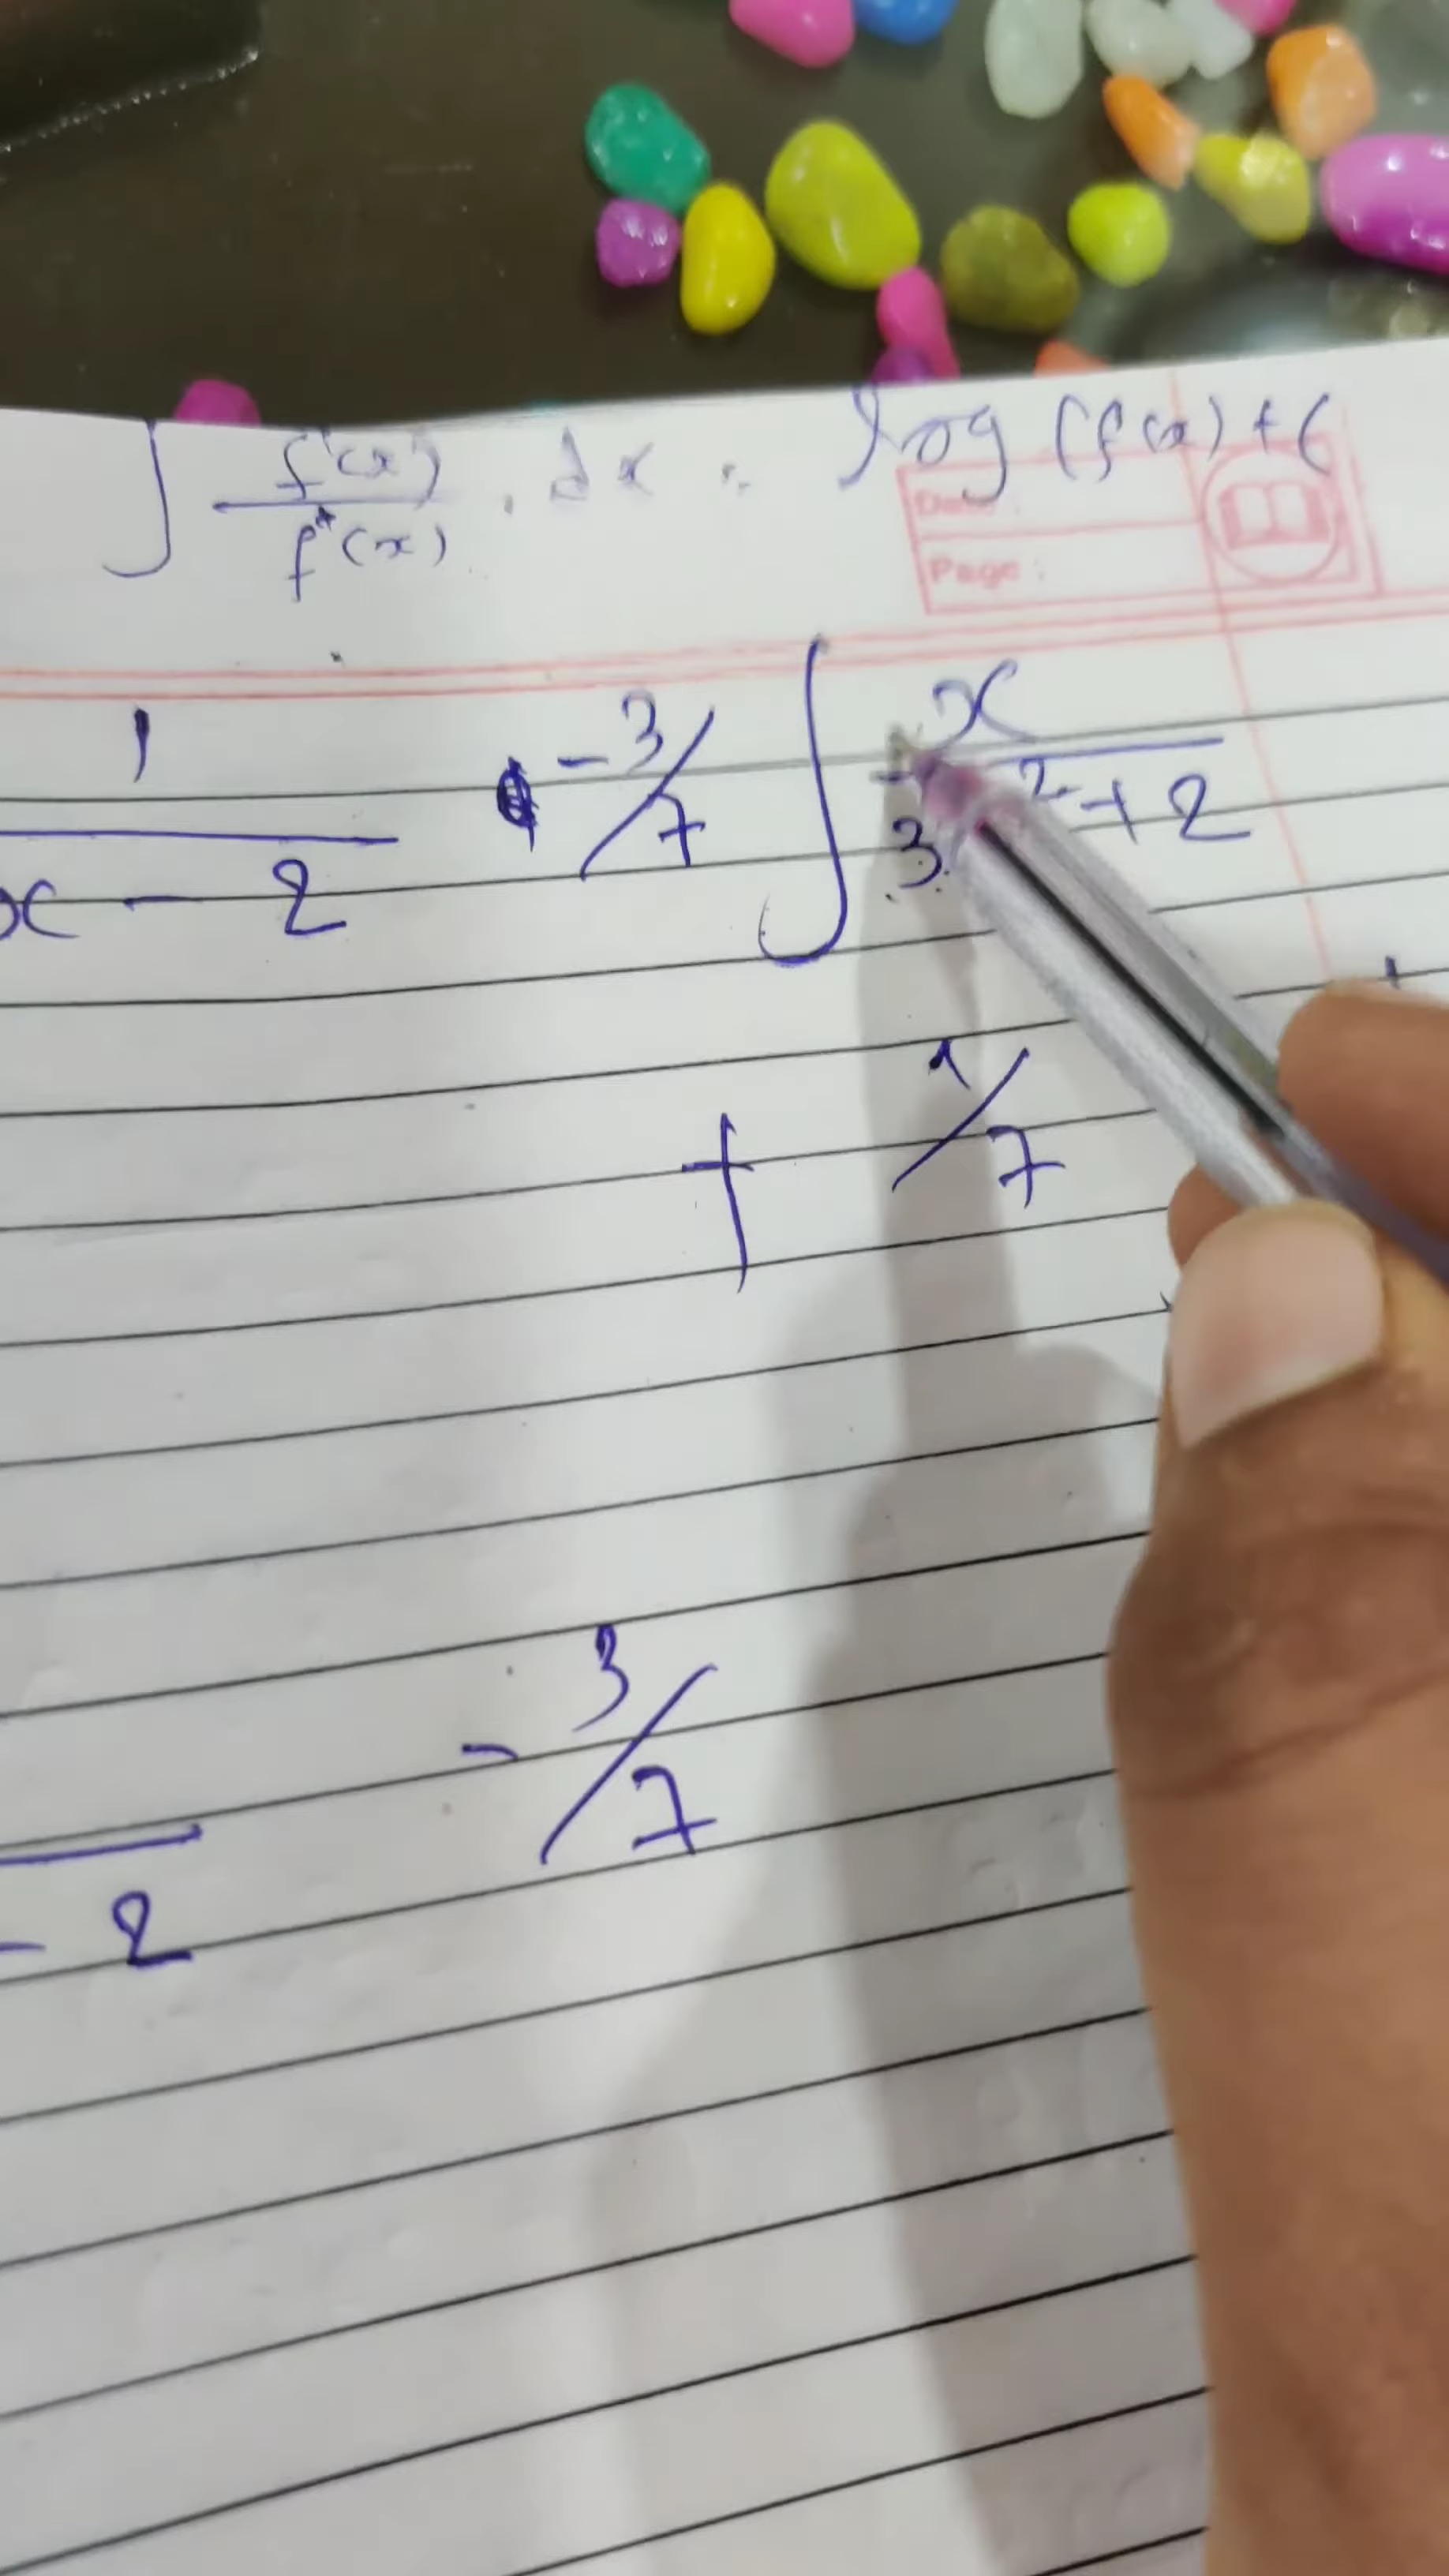 ∫ f'(x)/f(x) . dx = log (f(x) + C
Date :
Page :
1/x - 2 - 3/7 ∫ x/3x²+2
+ 1/7
- 3/7
- 2